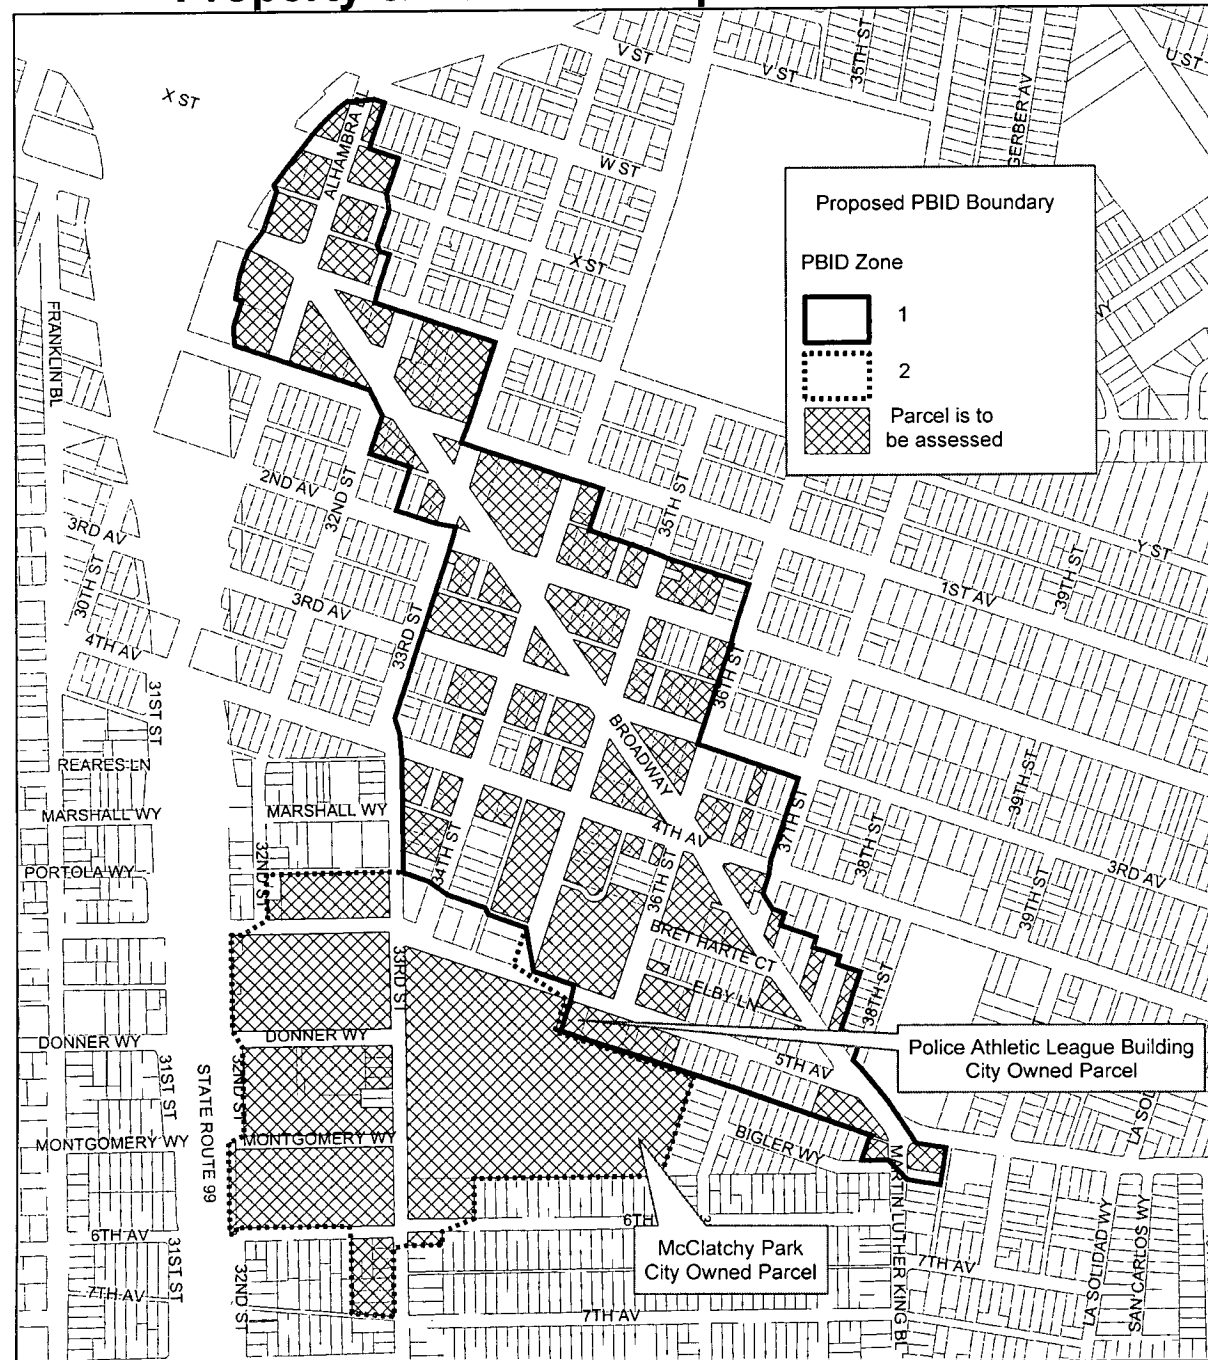 Property
V ST
V ST
35TH ST
U ST
X ST
GERBER AV
ALHAMBRA BL
W ST
X ST
Proposed PBID Boundary
PBID Zone
1
2
Parcel is to
be assessed
FRANKLIN BL
2ND AV
32ND ST
35TH ST
3RD AV
Y ST
30TH ST
3RD AV
39TH ST
1ST AV
4TH AV
33RD ST
36TH ST
31ST ST
BROADWAY
REARES LN
39TH ST
MARSHALL WY
MARSHALL WY
37TH ST
4TH AV
38TH ST
32ND ST
34TH ST
PORTOLA WY
3RD AV
36TH ST
39TH ST
BRET HARTE CT
33RD ST
ELBY LN
38TH ST
DONNER WY
DONNER WY
Police Athletic League Building
City Owned Parcel
5TH AV
31ST ST
STATE ROUTE 99
32ND ST
LA SOL
MONTGOMERY WY
MONTGOMERY WY
BIGLER WY
MARTIN LUTHER KING BL
6TH AV
6TH
McClatchy Park
City Owned Parcel
31ST ST
32ND ST
7TH AV
7TH AV
7TH AV
LA SOLIDAD WY
SAN CARLOS WY